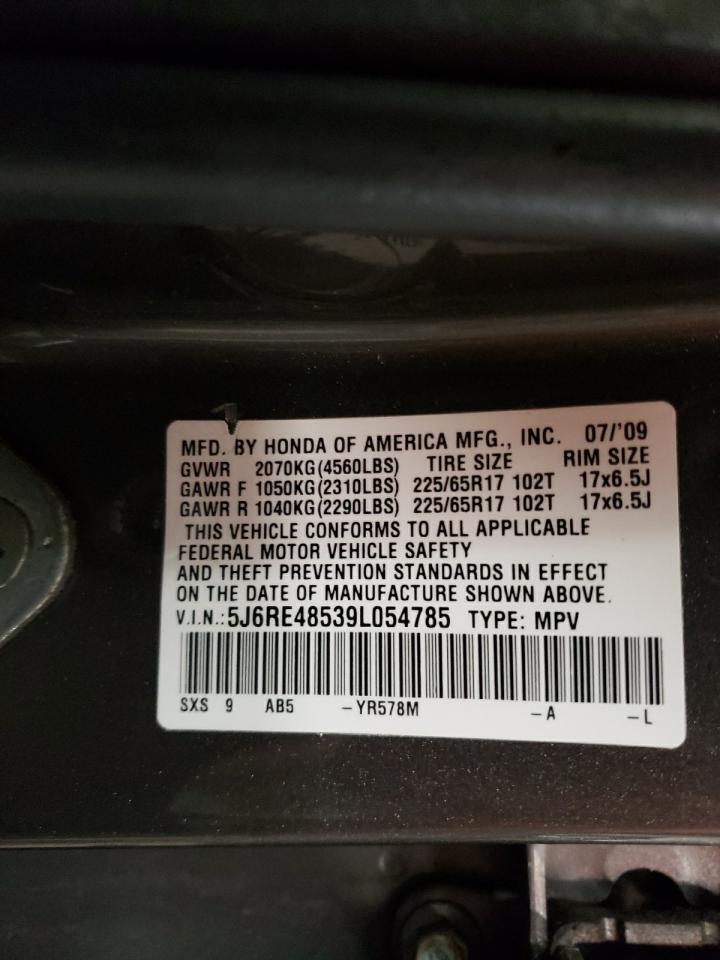 MFD. BY HONDA OF AMERICA MFG., INC. 07/'09
GVWR 2070KG(4560LBS) TIRE SIZE RIM SIZE
GAWR F 1050KG(2310LBS) 225/65R17 102T 17x6.5J
GAWR R 1040KG(2290LBS) 225/65R17 102T 17x6.5J
THIS VEHICLE CONFORMS TO ALL APPLICABLE
FEDERAL MOTOR VEHICLE SAFETY
AND THEFT PREVENTION STANDARDS IN EFFECT
ON THE DATE OF MANUFACTURE SHOWN ABOVE.
V.I.N.:5J6RE48539L054785 TYPE: MPV
SXS 9 AB5 -YR578M -A -L